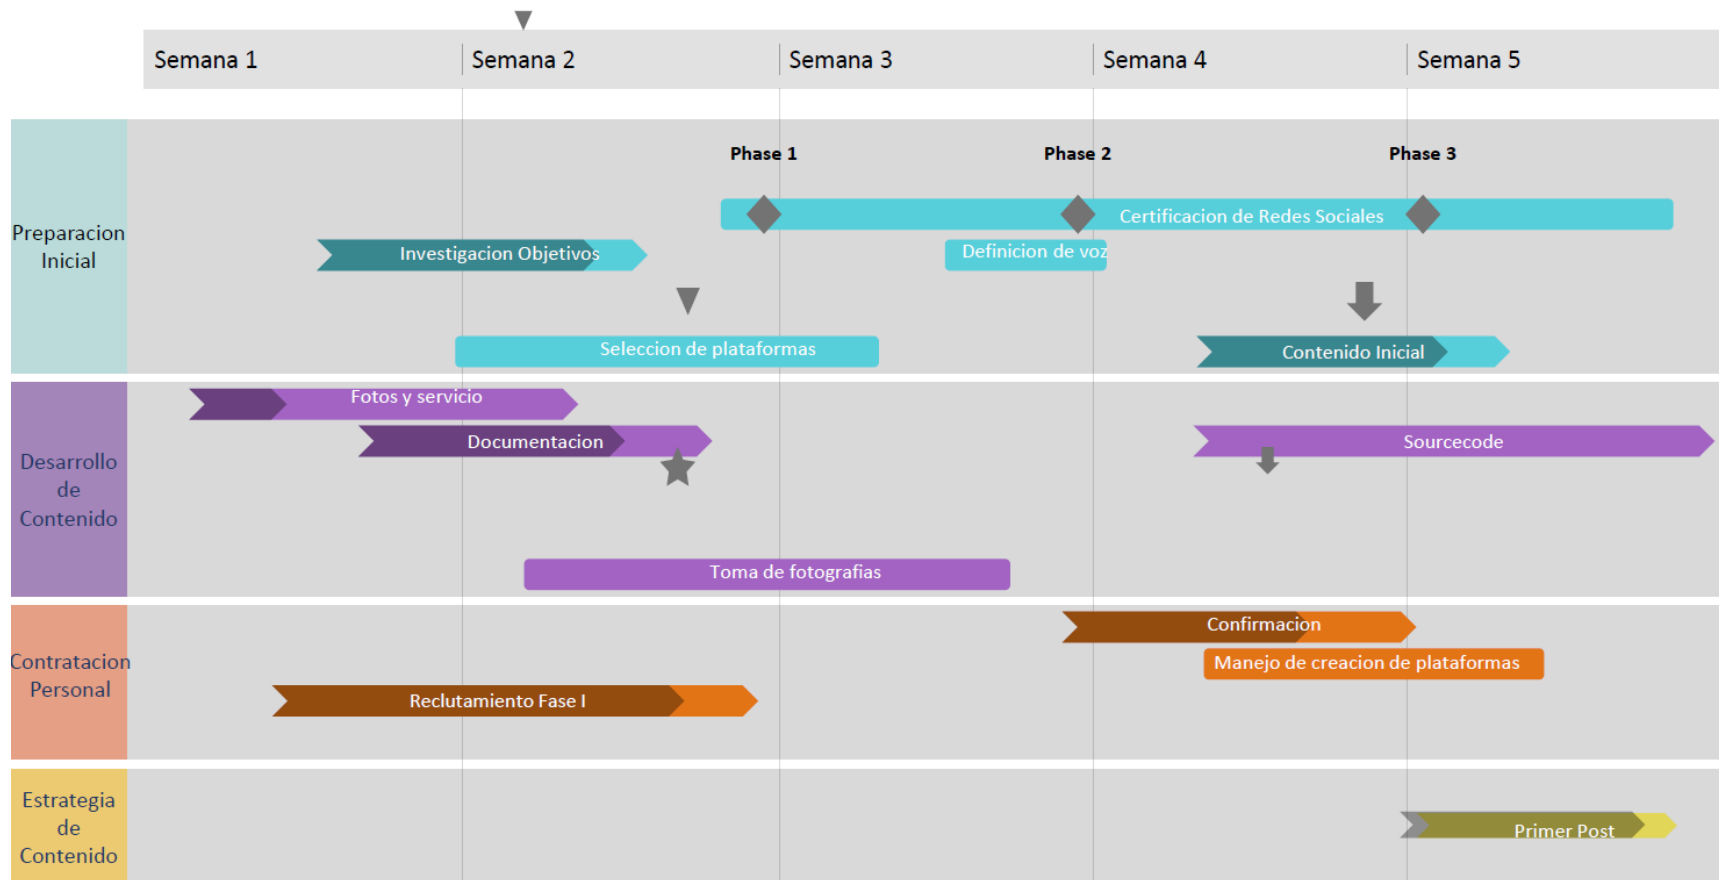 Semana 1
Semana 2
Semana 3
Semana 4
Semana 5
Preparacion
Inicial
Phase 1
Phase 2
Phase 3
Certificacion de Redes Sociales
Investigacion Objetivos
Definicion de voz
Seleccion de plataformas
Contenido Inicial
Desarrollo
de
Contenido
Fotos y servicio
Documentacion
Sourcecode
Toma de fotografias
Contratacion
Personal
Confirmacion
Manejo de creacion de plataformas
Reclutamiento Fase I
Estrategia
de
Contenido
Primer Post